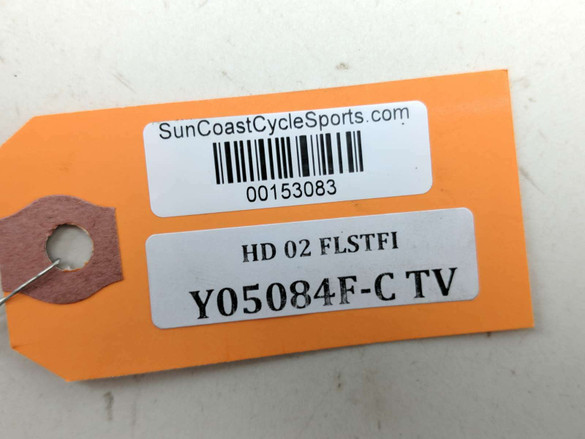 SunCoastCycleSports.com
00153083
HD 02 FLSTFI
Y05084F-C TV